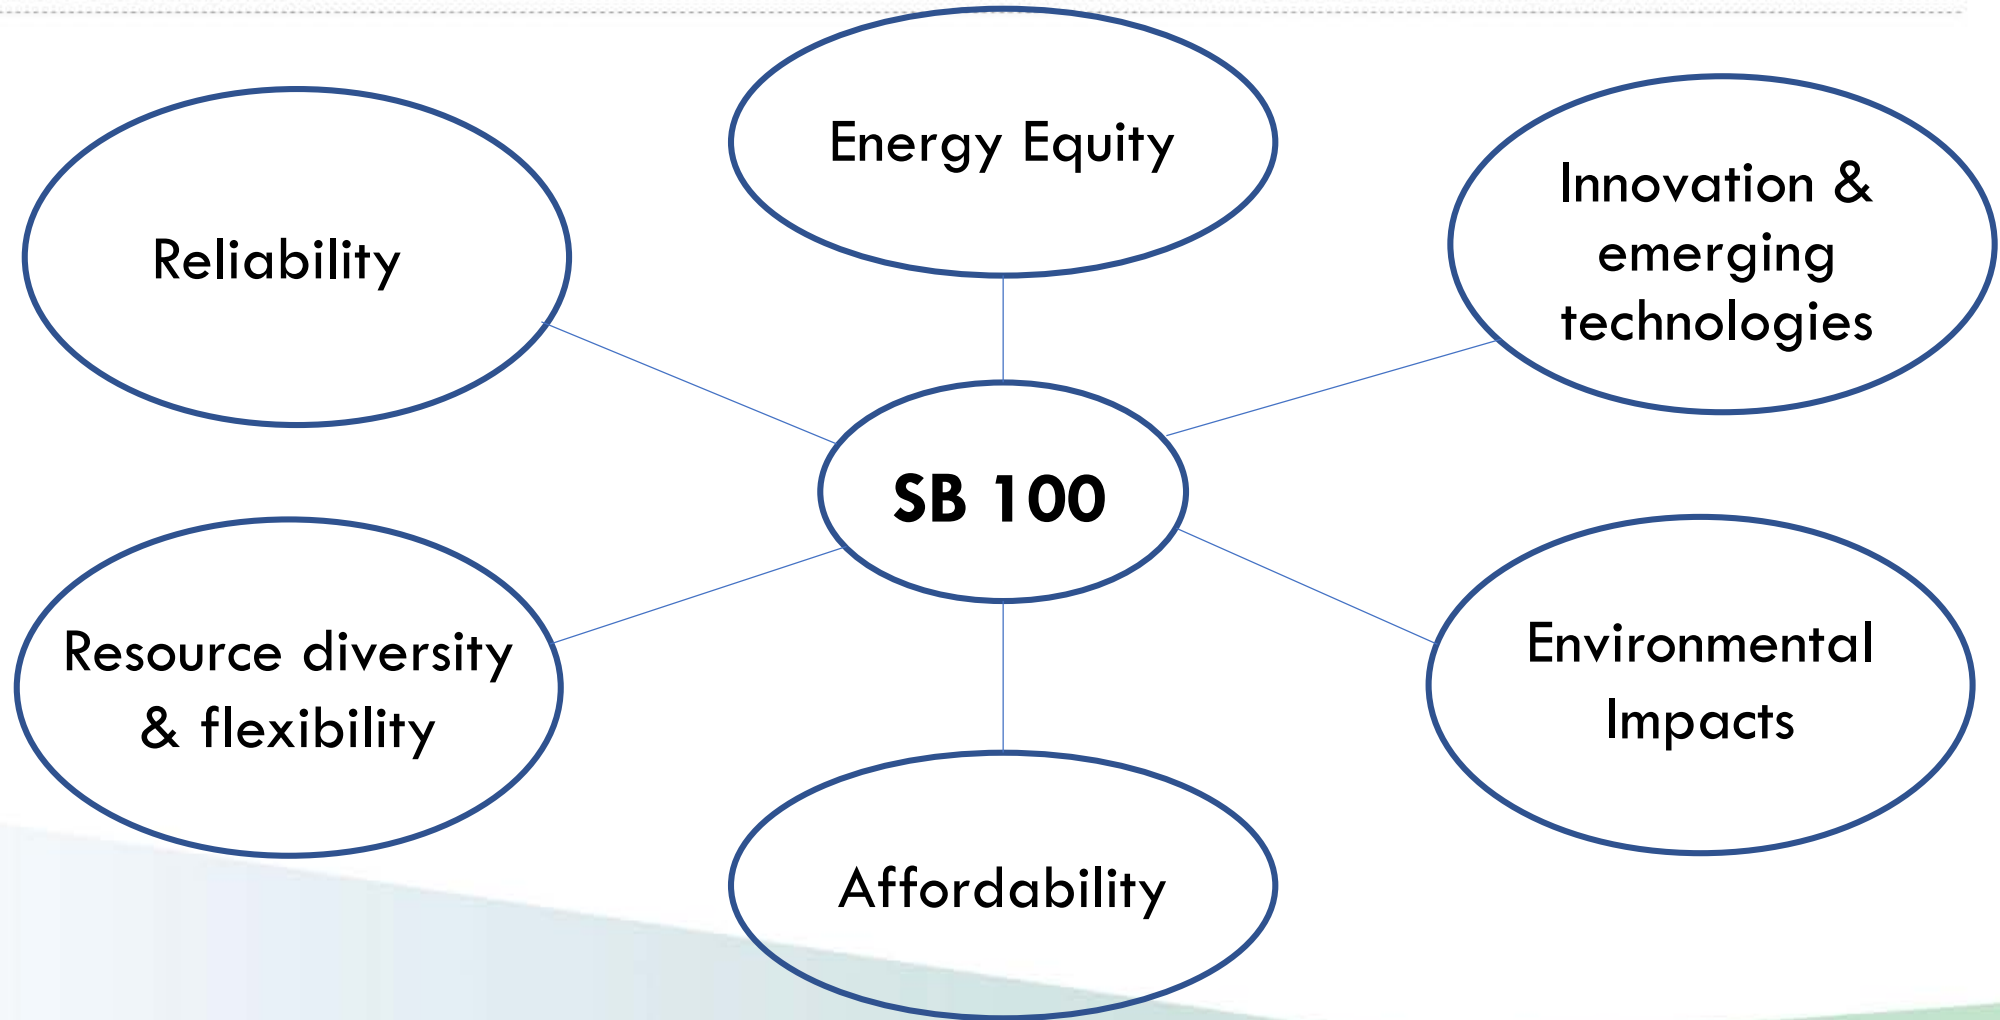 Energy Equity
Reliability
Innovation &
emerging
technologies
SB 100
Resource diversity
& flexibility
Environmental
Impacts
Affordability